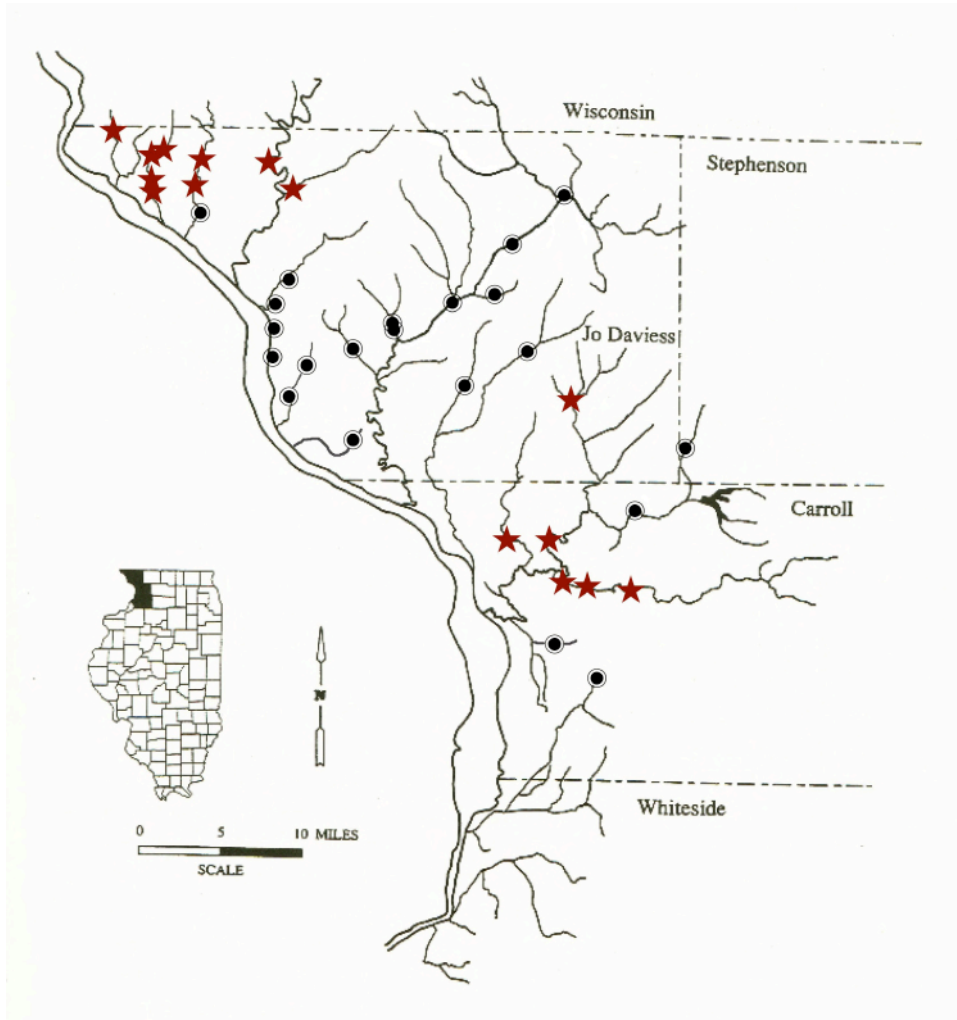 Wisconsin
Stephenson
Jo Daviess
Carroll
N
Whiteside
0 5 10 MILES
SCALE